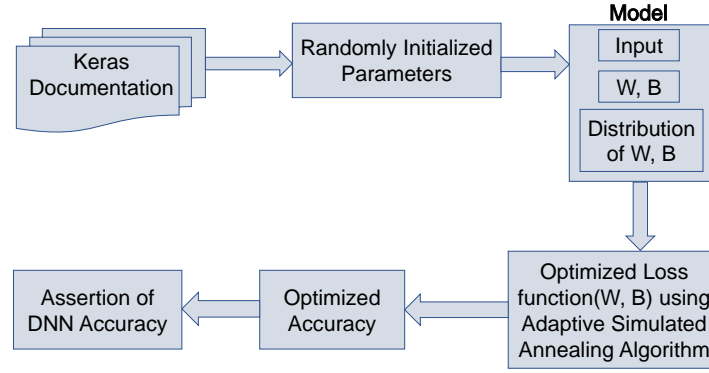 Model
Keras
Documentation
Randomly Initialized
Parameters
Input
W, B
Distribution
of W, B
Optimized Loss
function(W, B) using
Adaptive Simulated
Annealing Algorithm
Optimized
Accuracy
Assertion of
DNN Accuracy